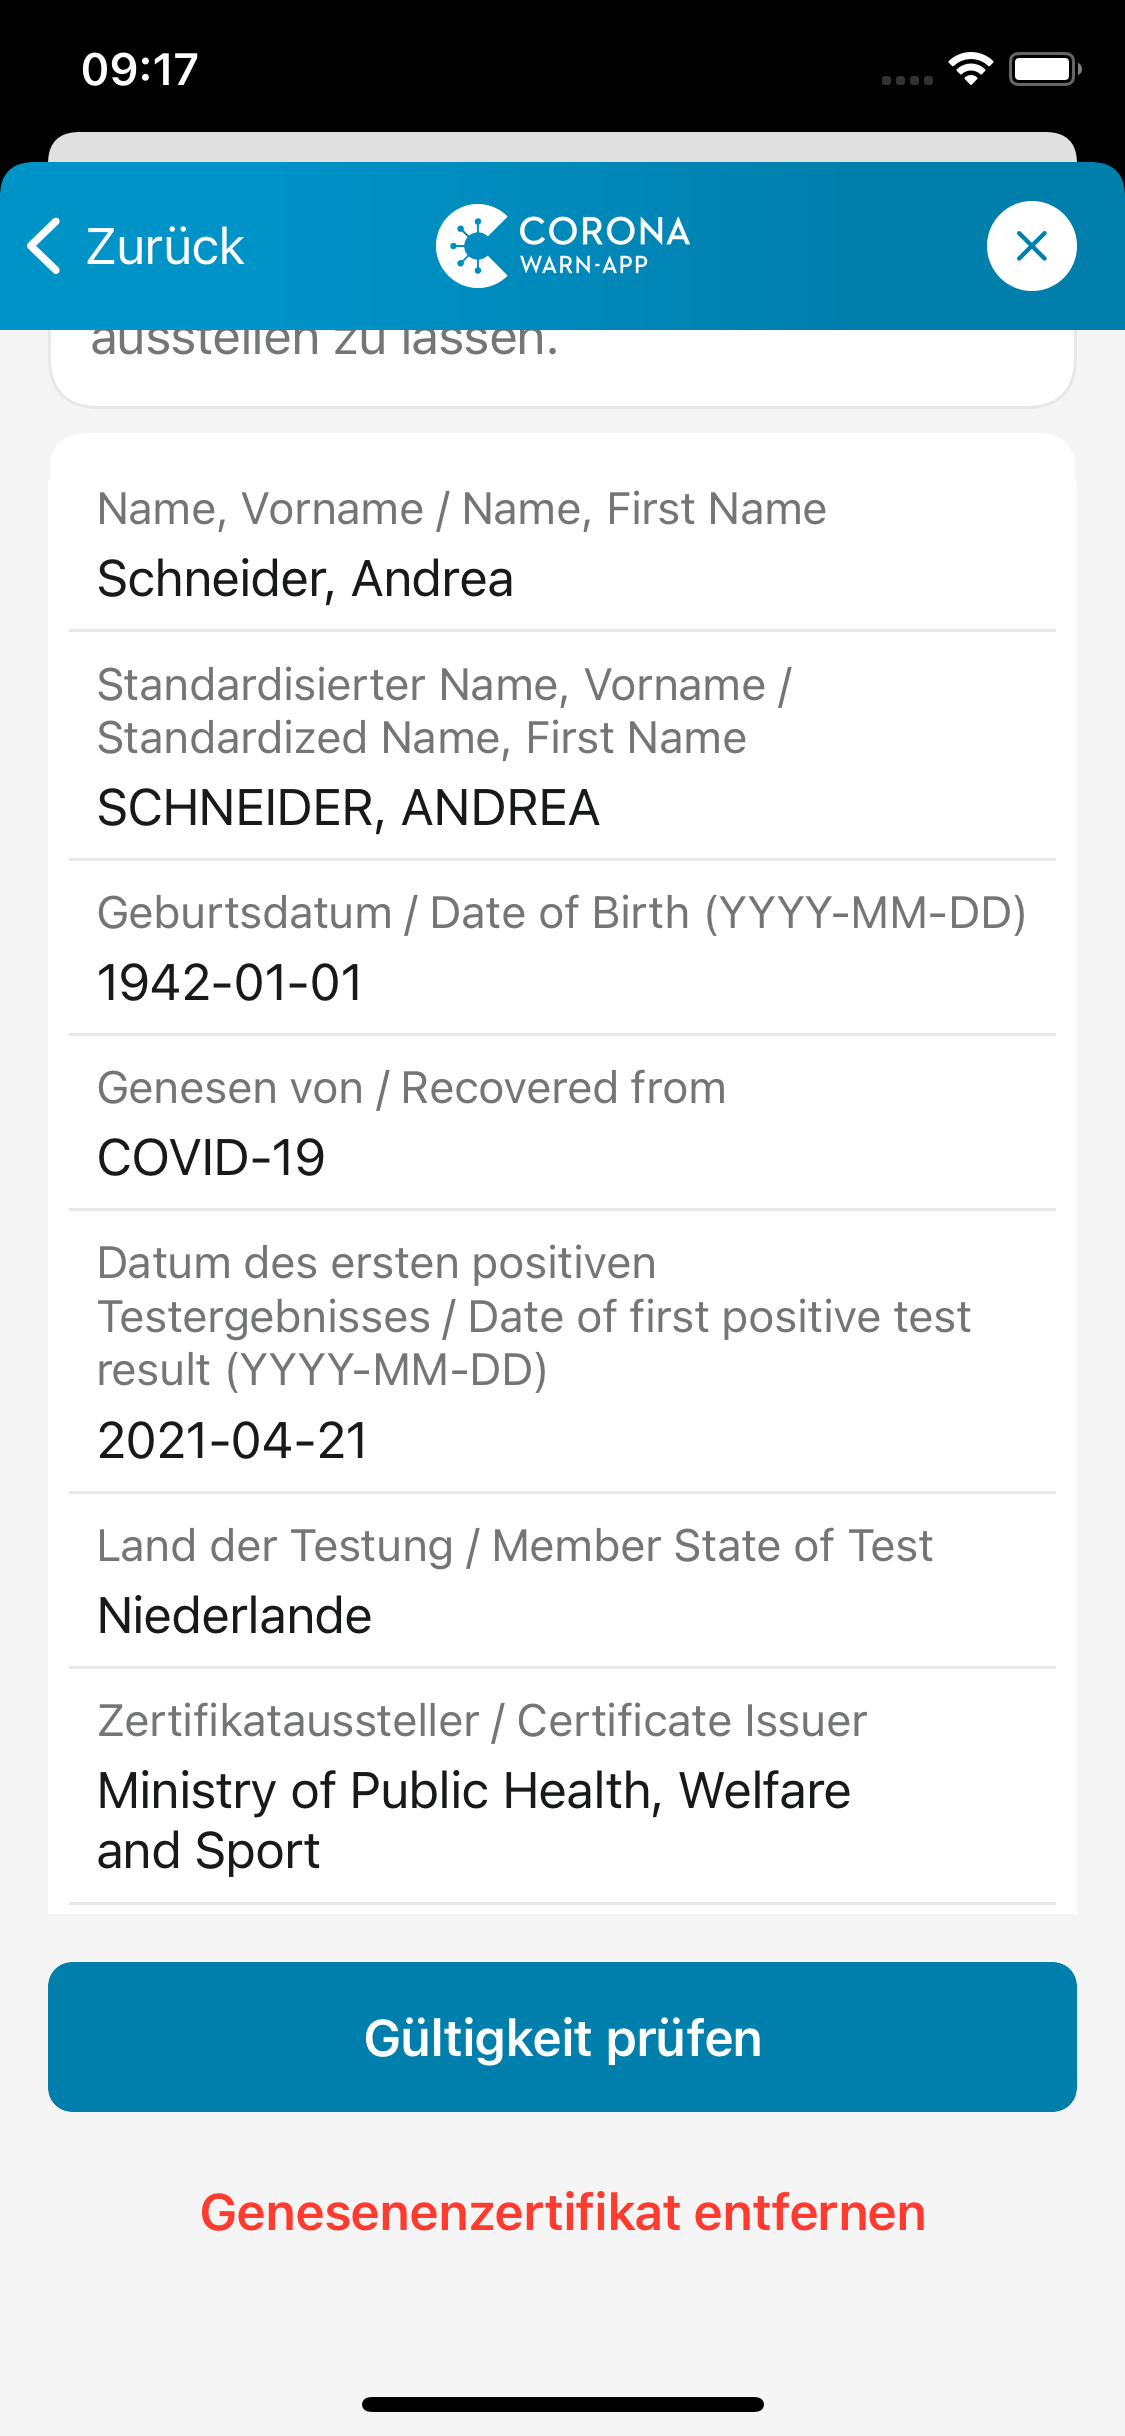 09:17
Zurück
CORONA
WARN-APP
ausstellen zu lassen.
Name, Vorname / Name, First Name
Schneider, Andrea
Standardisierter Name, Vorname /
Standardized Name, First Name
SCHNEIDER, ANDREA
Geburtsdatum / Date of Birth (YYYY-MM-DD)
1942-01-01
Genesen von / Recovered from
COVID-19
Datum des ersten positiven
Testergebnisses / Date of first positive test
result (YYYY-MM-DD)
2021-04-21
Land der Testung / Member State of Test
Niederlande
Zertifikataussteller / Certificate Issuer
Ministry of Public Health, Welfare
and Sport
Gültigkeit prüfen
Genesenenzertifikat entfernen